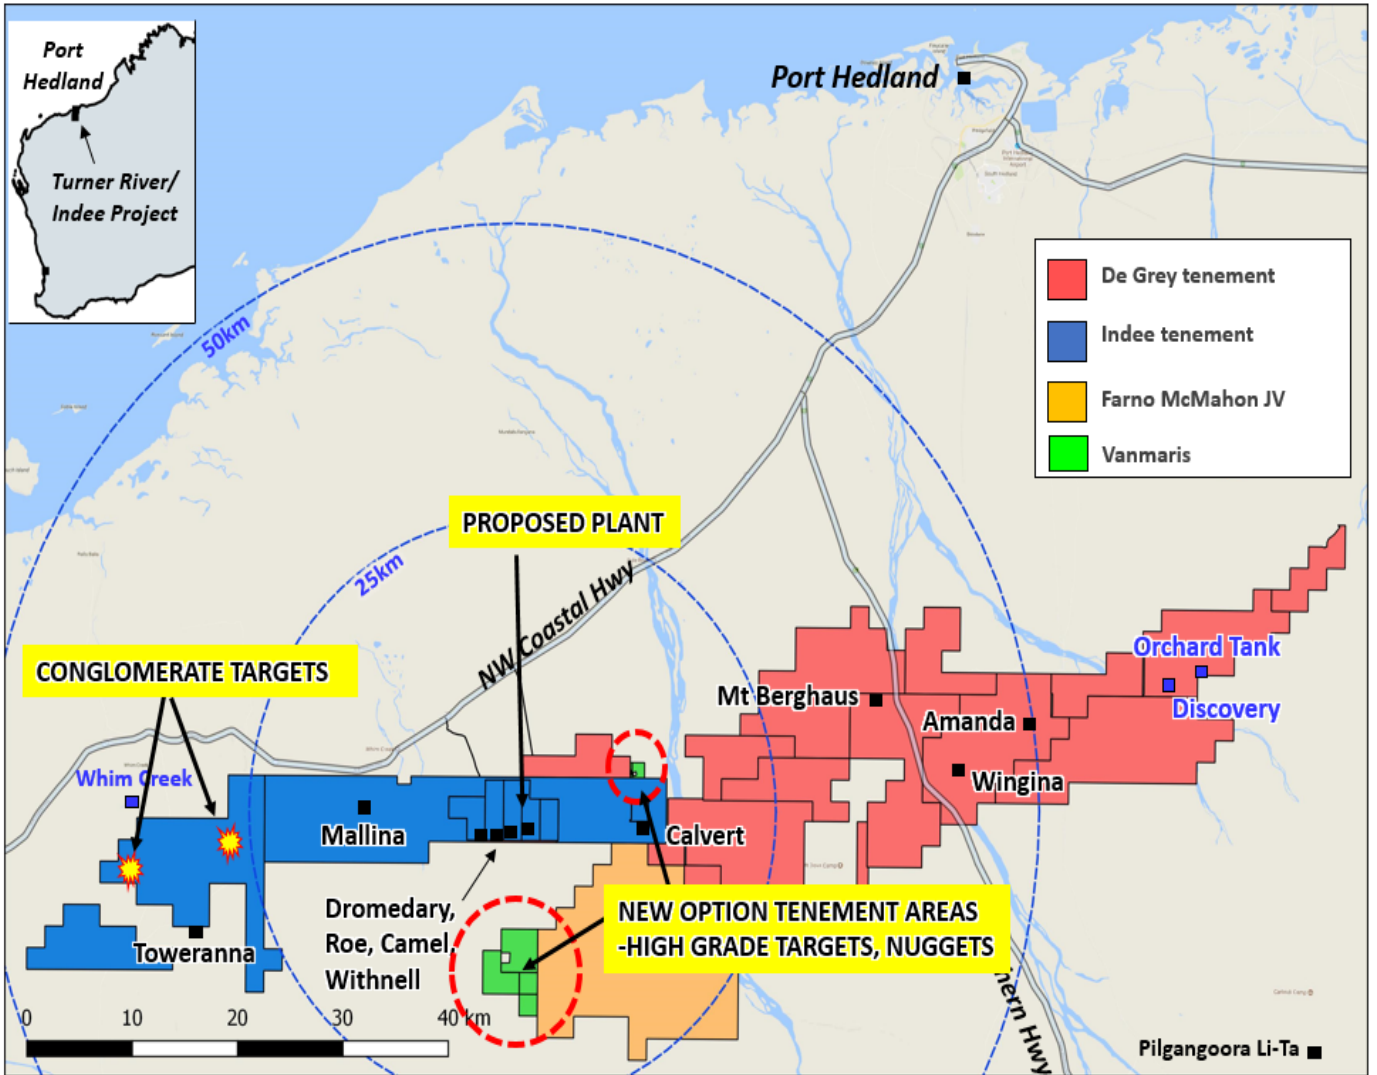 Port
Hedland
Turner River/
Indee Project
Port Hedland
De Grey tenement
Indee tenement
Farno McMahon JV
Vanmaris
50km
25km
PROPOSED PLANT
NW Coastal Hwy
CONGLOMERATE TARGETS
Whim Creek
Orchard Tank
Discovery
Mt Berghaus
Amanda
Wingina
Mallina
Calvert
Toweranna
Dromedary,
Roe, Camel,
Withnell
NEW OPTION TENEMENT AREAS
-HIGH GRADE TARGETS, NUGGETS
hern Hwy
0 10 20 30 40 km
Pilgangoora Li-Ta